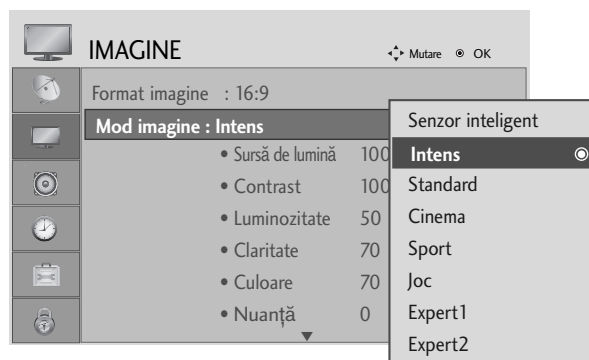 IMAGINE
Mutare OK
Format imagine : 16:9
Mod imagine : Intens
• Sursă de lumină 100
• Contrast 100
• Luminozitate 50
• Claritate 70
• Culoare 70
• Nuanță 0
Senzor inteligent
Intens
Standard
Cinema
Sport
Joc
Expert1
Expert2